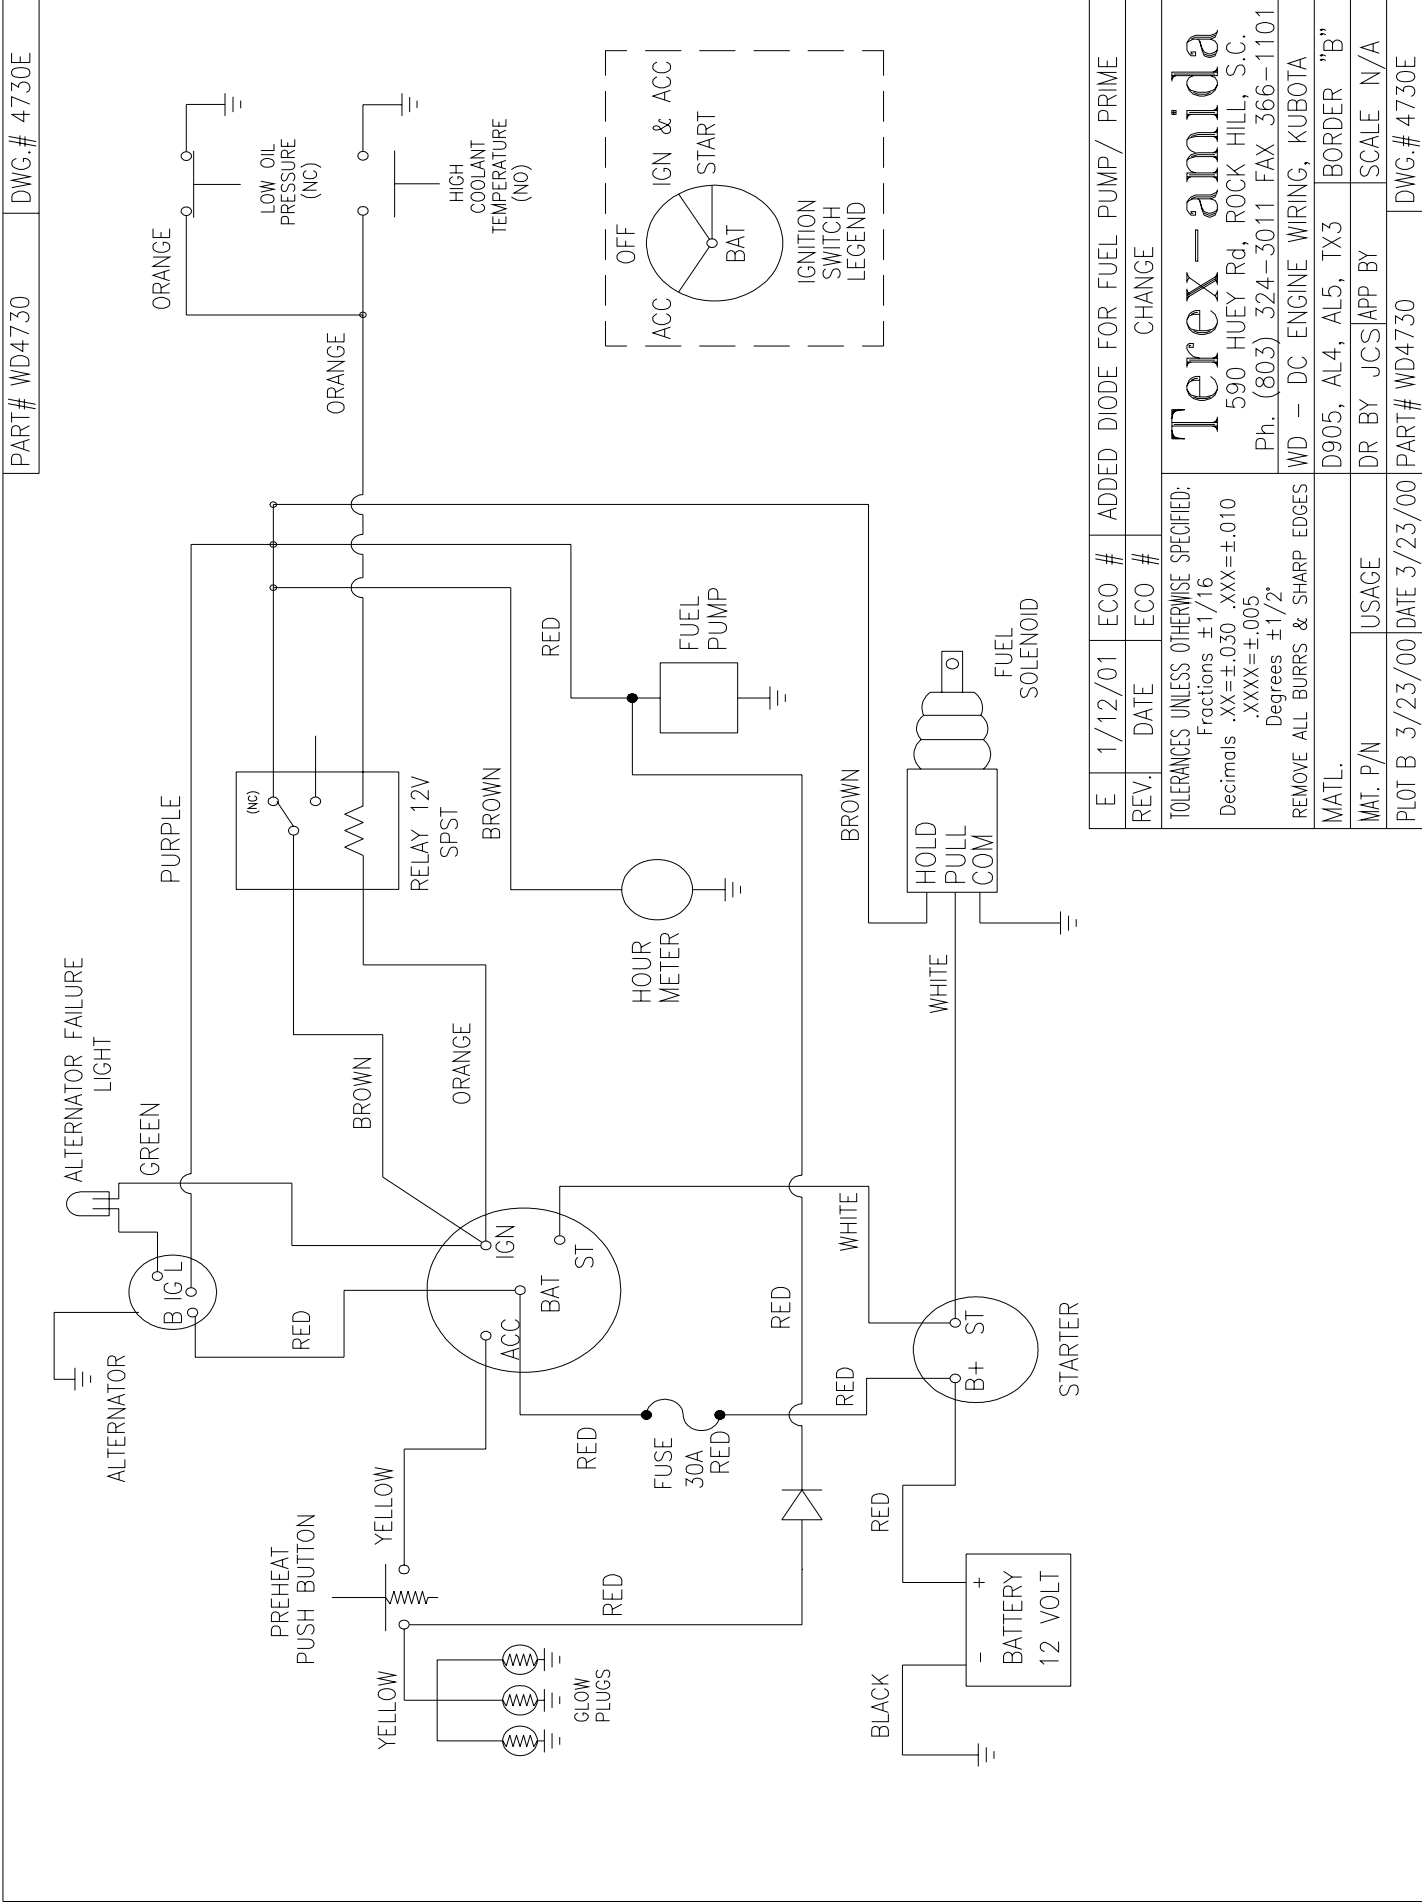 PART# WD4730
DWG.# 4730E
ALTERNATOR FAILURE
LIGHT
GREEN
PURPLE
ORANGE
LOW OIL
PRESSURE
(NC)
ALTERNATOR
B IG L
RED
(NC)
RELAY 12V
SPST
ORANGE
HIGH
COOLANT
TEMPERATURE
(NO)
PREHEAT
PUSH BUTTON
YELLOW
YELLOW
BROWN
ORANGE
BROWN
ACC
BAT
IGN
ST
GLOW
PLUGS
RED
RED
FUSE
30A
RED
HOUR
METER
RED
FUEL
PUMP
OFF
ACC
IGN & ACC
START
BAT
IGNITION
SWITCH
LEGEND
RED
WHITE
RED
BROWN
BLACK
RED
WHITE
B+
ST
STARTER
HOLD
PULL
COM
FUEL
SOLENOID
- +
BATTERY
12 VOLT
E 1/12/01 ECO # ADDED DIODE FOR FUEL PUMP/ PRIME
REV. DATE ECO # CHANGE
TOLERANCES UNLESS OTHERWISE SPECIFIED:
Fractions ±1/16
Decimals .XX=±.030 .XXX=±.010
.XXXX=±.005
Degrees ±1/2°
REMOVE ALL BURRS & SHARP EDGES
Terex-amida
590 HUEY Rd, ROCK HILL, S.C.
Ph. (803) 324-3011 FAX 366-1101
WD - DC ENGINE WIRING, KUBOTA
MATL.
D905, AL4, AL5, TX3
BORDER "B"
MAT. P/N
USAGE
DR BY JCS
APP BY
SCALE N/A
PLOT B 3/23/00
DATE 3/23/00
PART# WD4730
DWG.# 4730E